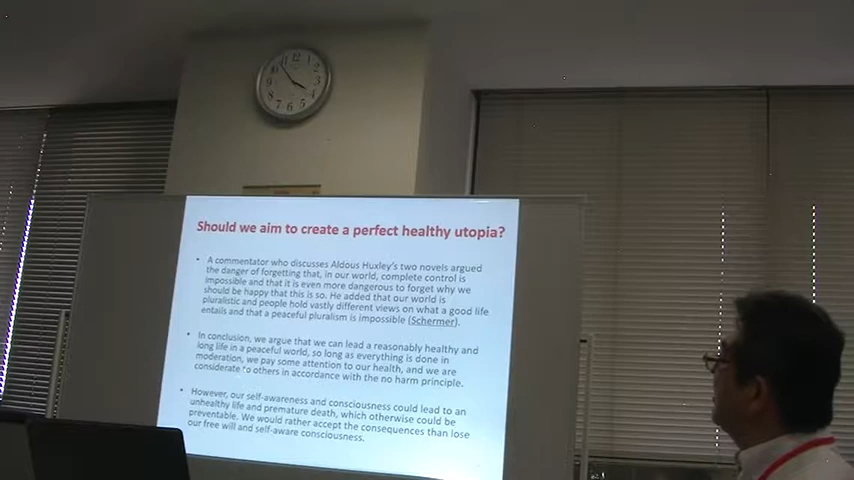 Should we aim to create a perfect healthy utopia?
• A commentator who discusses Aldous Huxley's two novels argued
the danger of forgetting that, in our world, complete control is
impossible and that it is even more dangerous to forget why we
should be happy that this is so. He added that our world is
pluralistic and people hold vastly different views on what a good life
entails and that a peaceful pluralism is impossible (Schermer).
• In conclusion, we argue that we can lead a reasonably healthy and
long life in a peaceful world, so long as everything is done in
moderation, we pay some attention to our health, and we are
considerate to others in accordance with the no harm principle.
• However, our self-awareness and consciousness could lead to an
unhealthy life and premature death, which otherwise could be
preventable. We would rather accept the consequences than lose
our free will and self-aware consciousness.